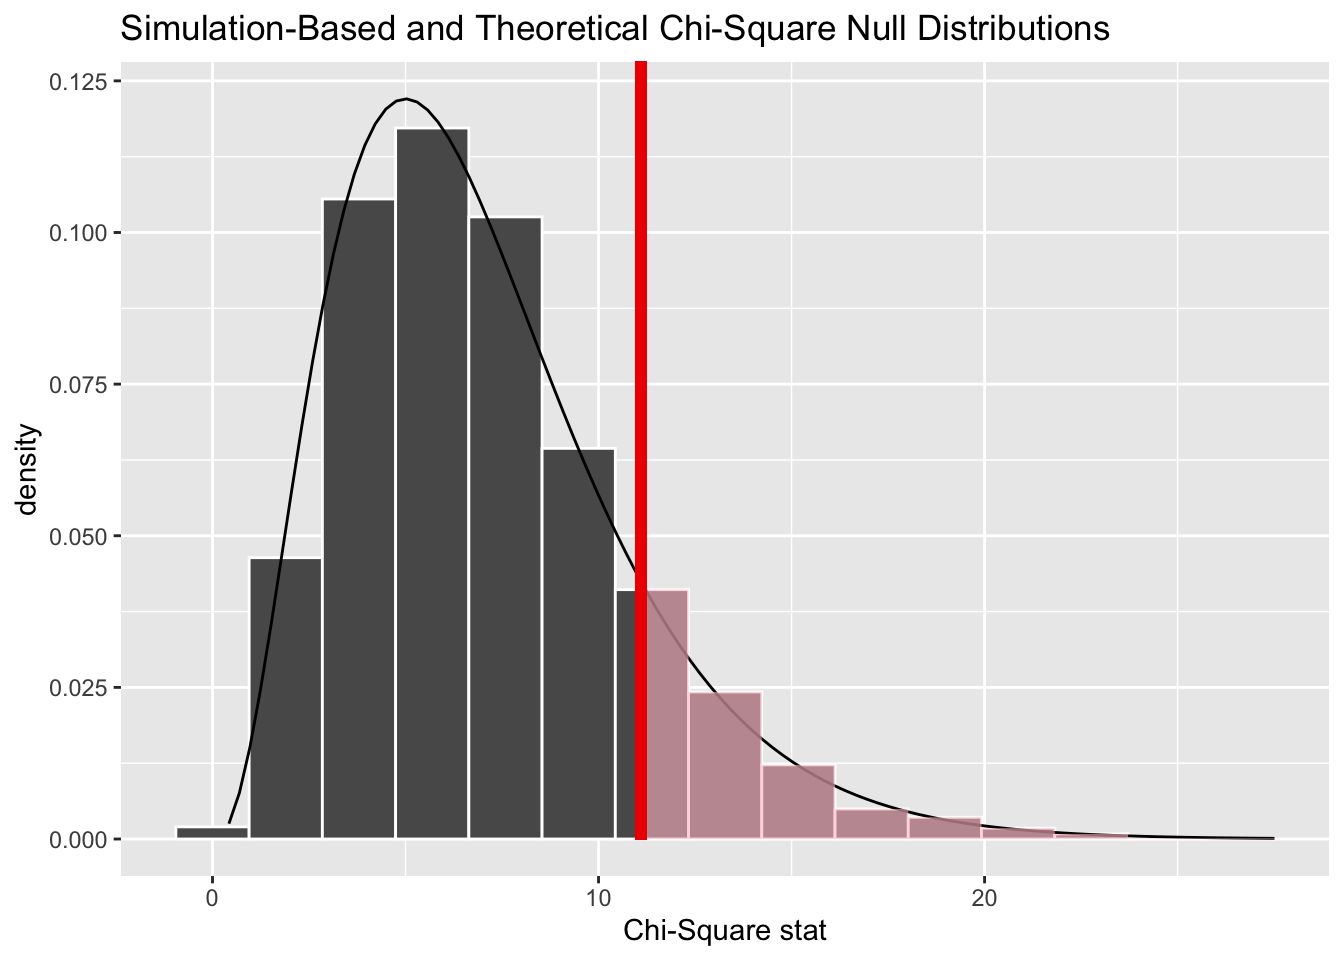 Simulation-Based and Theoretical Chi-Square Null Distributions
0.125
0.100
0.075
0.050
0.025
0.000
density
0 10 20
Chi-Square stat